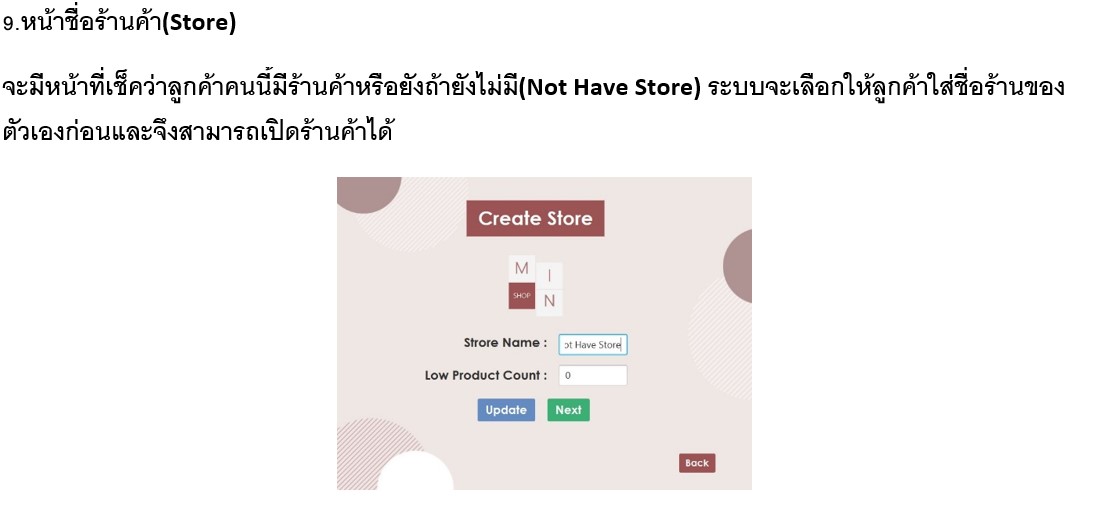 9.หน้าชื่อร้านค้า(Store)
จะมีหน้าที่เช็คว่าลูกค้าคนนี้มีร้านค้าหรือยังถ้ายังไม่มี(Not Have Store) ระบบจะเลือกให้ลูกค้าใส่ชื่อร้านของ
ตัวเองก่อนและจึงสามารถเปิดร้านค้าได้
Create Store
M I
SHOP N
Strore Name : ot Have Store
Low Product Count : 0
Update Next
Back